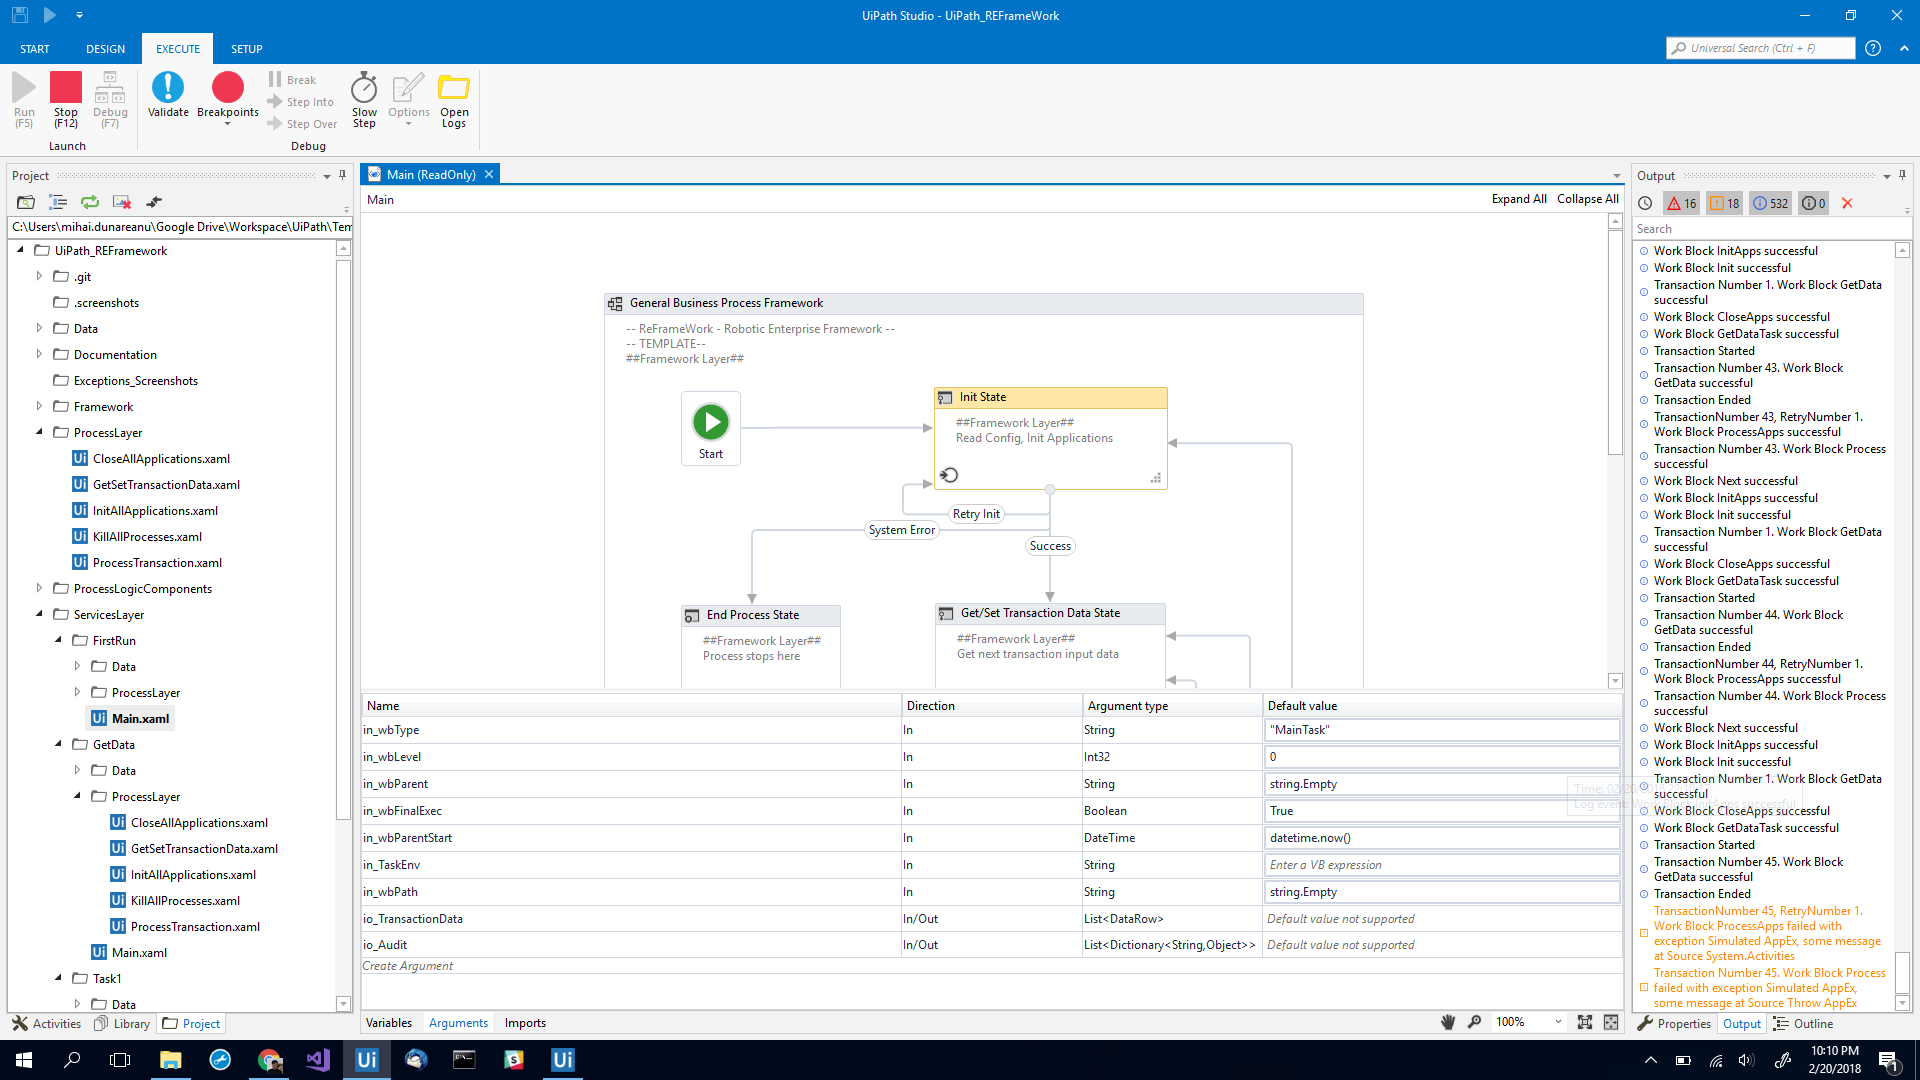 UiPath Studio - UiPath_REFrameWork
START
DESIGN
EXECUTE
SETUP
Universal Search (Ctrl + F)
Run
(F5)
Stop
(F12)
Debug
(F7)
Launch
Validate
Breakpoints
Break
Step Into
Step Over
Slow
Step
Options
Open
Logs
Debug
Project
C:\Users\mihai.dunareanu\Google Drive\Workspace\UiPath\Tem
UiPath_REFramework
.git
.screenshots
Data
Documentation
Exceptions_Screenshots
Framework
ProcessLayer
CloseAllApplications.xaml
GetSetTransactionData.xaml
InitAllApplications.xaml
KillAllProcesses.xaml
ProcessTransaction.xaml
ProcessLogicComponents
ServicesLayer
FirstRun
Data
ProcessLayer
Main.xaml
GetData
Data
ProcessLayer
CloseAllApplications.xaml
GetSetTransactionData.xaml
InitAllApplications.xaml
KillAllProcesses.xaml
ProcessTransaction.xaml
Main.xaml
Task1
Data
Activities
Library
Project
Main (ReadOnly)
Main
Expand All
Collapse All
General Business Process Framework
-- ReFrameWork - Robotic Enterprise Framework --
-- TEMPLATE--
##Framework Layer##
Start
Init State
##Framework Layer##
Read Config, Init Applications
Retry Init
System Error
Success
End Process State
##Framework Layer##
Process stops here
Get/Set Transaction Data State
##Framework Layer##
Get next transaction input data
Name Direction Argument type Default value
in_wbType In String "MainTask"
in_wbLevel In Int32 0
in_wbParent In String string.Empty
in_wbFinalExec In Boolean True
in_wbParentStart In DateTime datetime.now()
in_TaskEnv In String Enter a VB expression
in_wbPath In String string.Empty
io_TransactionData In/Out List<DataRow> Default value not supported
io_Audit In/Out List<Dictionary<String,Object>> Default value not supported
Create Argument
Variables
Arguments
Imports
100%
Output
16
18
532
0
Search
Work Block InitApps successful
Work Block Init successful
Transaction Number 1. Work Block GetData
successful
Work Block CloseApps successful
Work Block GetDataTask successful
Transaction Started
Transaction Number 43. Work Block
GetData successful
Transaction Ended
TransactionNumber 43, RetryNumber 1.
Work Block ProcessApps successful
Transaction Number 43. Work Block Process
successful
Work Block Next successful
Work Block InitApps successful
Work Block Init successful
Transaction Number 1. Work Block GetData
successful
Work Block CloseApps successful
Work Block GetDataTask successful
Transaction Started
Transaction Number 44. Work Block
GetData successful
Transaction Ended
TransactionNumber 44, RetryNumber 1.
Work Block ProcessApps successful
Transaction Number 44. Work Block Process
successful
Work Block Next successful
Work Block InitApps successful
Work Block Init successful
Transaction Number 1. Work Block GetData
successful
Work Block CloseApps successful
Work Block GetDataTask successful
Transaction Started
Transaction Number 45. Work Block
GetData successful
Transaction Ended
TransactionNumber 45, RetryNumber 1.
Work Block ProcessApps failed with
exception Simulated AppEx, some message
at Source System.Activities
Transaction Number 45. Work Block Process
failed with exception Simulated AppEx,
some message at Source Throw AppEx
Log event: Work Block InitApps successful
Properties
Output
Outline
10:10 PM
2/20/2018
1